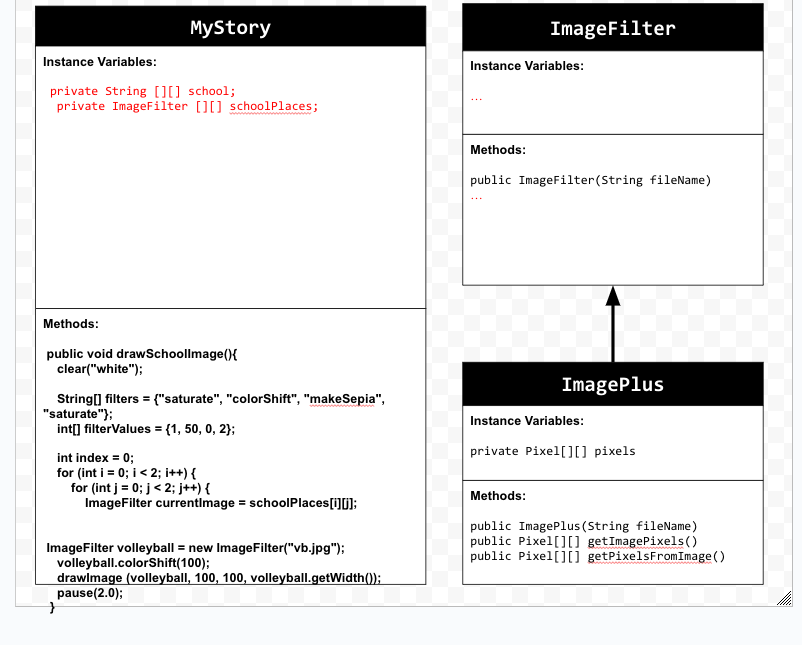 MyStory
Instance Variables:
private String [][] school;
private ImageFilter [][] schoolPlaces;
Methods:
public void drawSchoolImage(){
clear("white");
String[] filters = {"saturate", "colorShift", "makeSepia",
"saturate"};
int[] filterValues = {1, 50, 0, 2};
int index = 0;
for (int i = 0; i < 2; i++) {
for (int j = 0; j < 2; j++) {
ImageFilter currentImage = schoolPlaces[i][j];
ImageFilter volleyball = new ImageFilter("vb.jpg");
volleyball.colorShift(100);
drawImage (volleyball, 100, 100, volleyball.getWidth());
pause(2.0);
}
ImageFilter
Instance Variables:
...
Methods:
public ImageFilter(String fileName)
...
ImagePlus
Instance Variables:
private Pixel[][] pixels
Methods:
public ImagePlus(String fileName)
public Pixel[][] getImagePixels()
public Pixel[][] getPixelsFromImage()